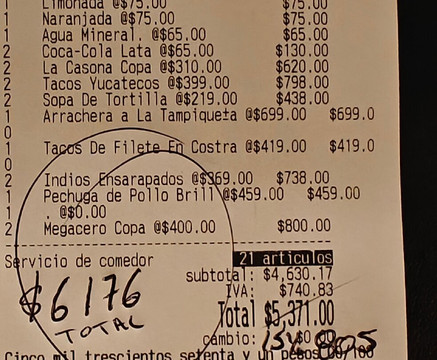 1 Limonada @$75.00 $75.00
1 Naranjada @$75.00 $75.00
1 Agua Mineral. @$65.00 $65.00
2 Coca-Cola Lata @$65.00 $130.00
2 La Casona Copa @$310.00 $620.00
2 Tacos Yucatecos @$399.00 $798.00
2 Sopa De Tortilla @$219.00 $438.00
1 Arrachera a La Tampiqueña @$699.00 $699.0
0
1 Tacos De Filete En Costra @$419.00 $419.0
0
2 Indios Ensarapados @$369.00 $738.00
1 Pechuga de Pollo Brill @$459.00 $459.00
1 . @$0.00
2 Megacero Copa @$400.00 $800.00
Servicio de comedor 21 articulos
subtotal: $4,630.17
IVA: $740.83
$6176 Total $5,371.00
TOTAL cambio: $0
805
Cinco mil trescientos setenta y un pesos